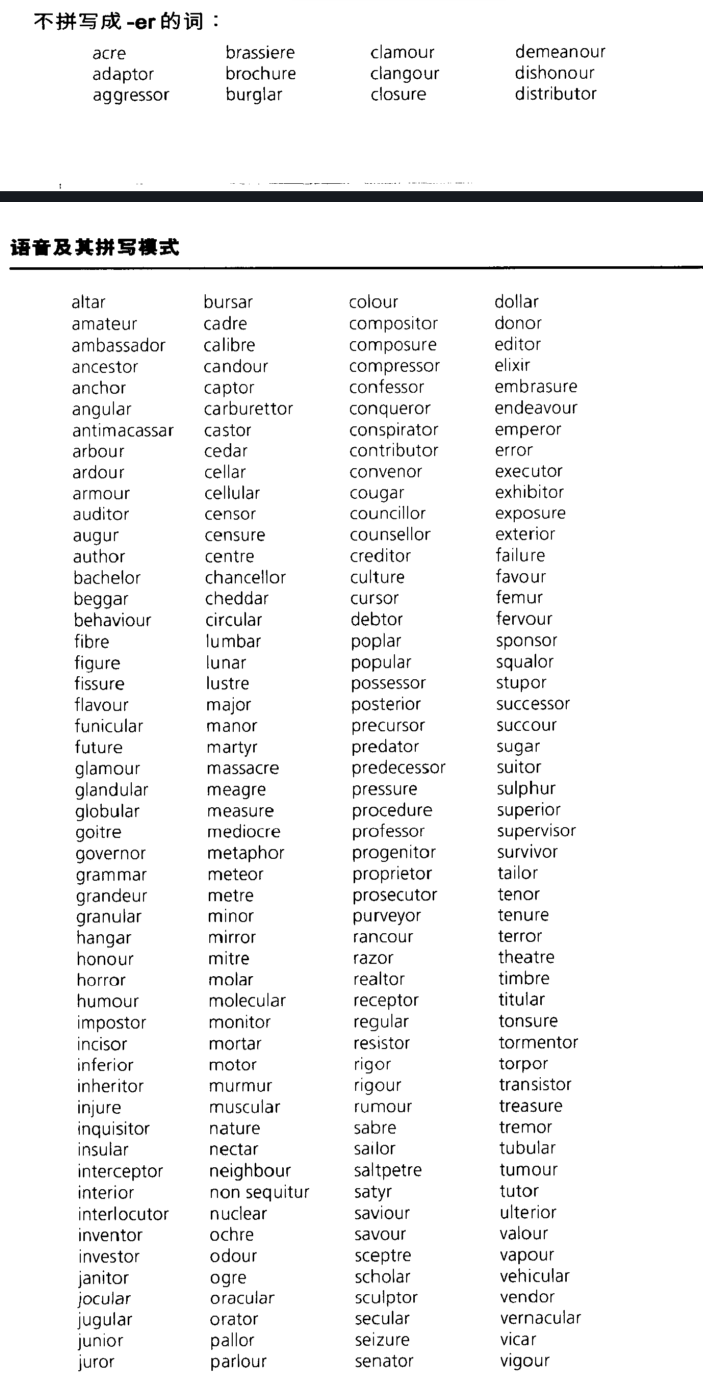 不拼写成 -er 的词：
acre brassiere clamour demeanour
adaptor brochure clangour dishonour
aggressor burglar closure distributor
语音及其拼写模式
altar bursar colour dollar
amateur cadre compositor donor
ambassador calibre composure editor
ancestor candour compressor elixir
anchor captor confessor embrasure
angular carburettor conqueror endeavour
antimacassar castor conspirator emperor
arbour cedar contributor error
ardour cellar convenor executor
armour cellular cougar exhibitor
auditor censor councillor exposure
augur censure counsellor exterior
author centre creditor failure
bachelor chancellor culture favour
beggar cheddar cursor femur
behaviour circular debtor fervour
fibre lumbar poplar sponsor
figure lunar popular squalor
fissure lustre possessor stupor
flavour major posterior successor
funicular manor precursor succour
future martyr predator sugar
glamour massacre predecessor suitor
glandular meagre pressure sulphur
globular measure procedure superior
goitre mediocre professor supervisor
governor metaphor progenitor survivor
grammar meteor proprietor tailor
grandeur metre prosecutor tenor
granular minor purveyor tenure
hangar mirror rancour terror
honour mitre razor theatre
horror molar realtor timbre
humour molecular receptor titular
impostor monitor regular tonsure
incisor mortar resistor tormentor
inferior motor rigor torpor
inheritor murmur rigour transistor
injure muscular rumour treasure
inquisitor nature sabre tremor
insular nectar sailor tubular
interceptor neighbour saltpetre tumour
interior non sequitur satyr tutor
interlocutor nuclear saviour ulterior
inventor ochre savour valour
investor odour sceptre vapour
janitor ogre scholar vehicular
jocular oracular sculptor vendor
jugular orator secular vernacular
junior pallor seizure vicar
juror parlour senator vigour